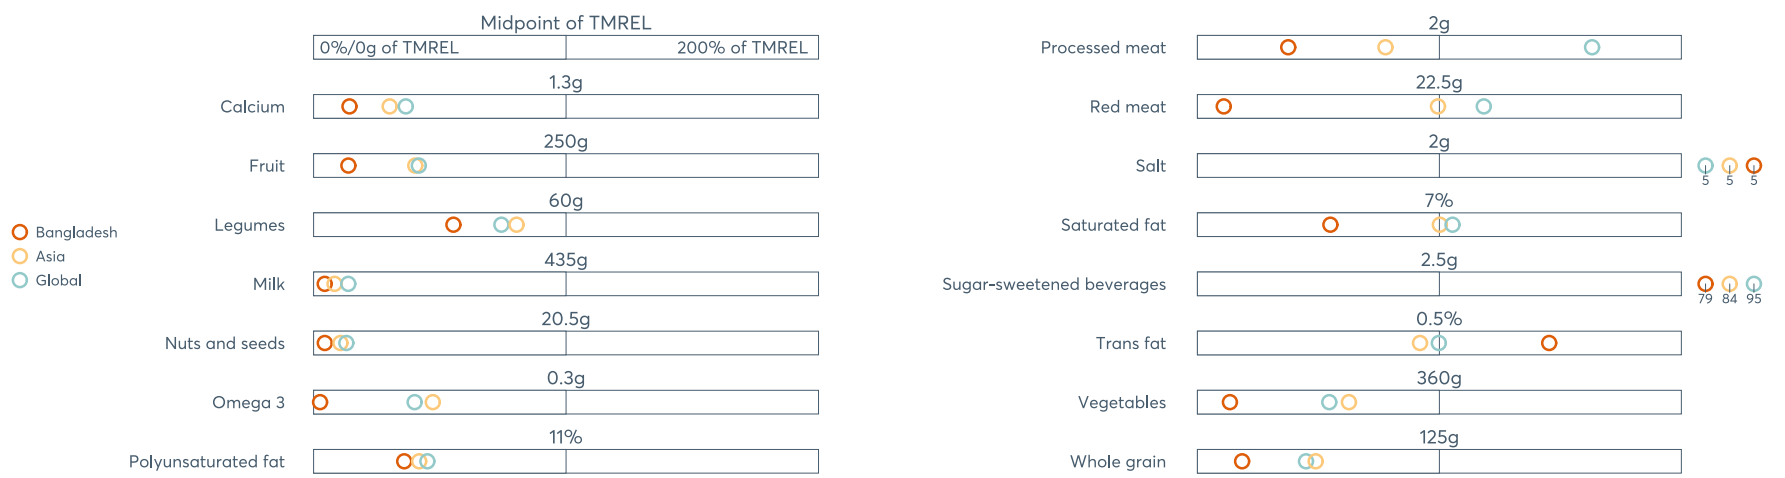 Midpoint of TMREL
0%/0g of TMREL 200% of TMREL
1.3g
Calcium
250g
Fruit
60g
Legumes
435g
Milk
20.5g
Nuts and seeds
0.3g
Omega 3
11%
Polyunsaturated fat
Bangladesh
Asia
Global
2g
Processed meat
22.5g
Red meat
2g
Salt
5 5 5
7%
Saturated fat
2.5g
Sugar-sweetened beverages
79 84 95
0.5%
Trans fat
360g
Vegetables
125g
Whole grain